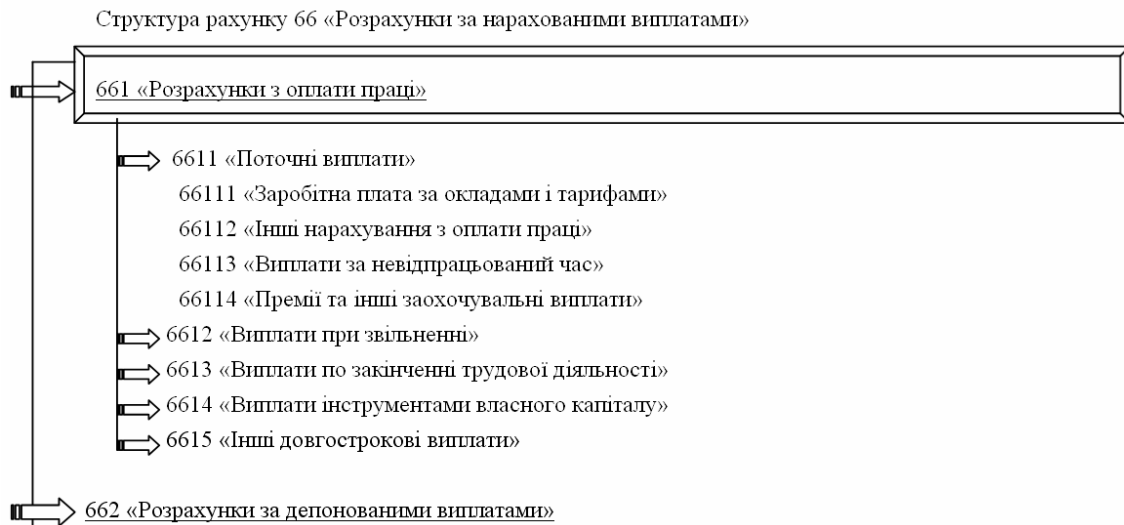 Структура рахунку 66 «Розрахунки за нарахованими виплатами»
661 «Розрахунки з оплати праці»
6611 «Поточні виплати»
66111 «Заробітна плата за окладами і тарифами»
66112 «Інші нарахування з оплати праці»
66113 «Виплати за невідпрацьований час»
66114 «Премії та інші заохочувальні виплати»
6612 «Виплати при звільненні»
6613 «Виплати по закінченні трудової діяльності»
6614 «Виплати інструментами власного капіталу»
6615 «Інші довгострокові виплати»
662 «Розрахунки за депонованими виплатами»